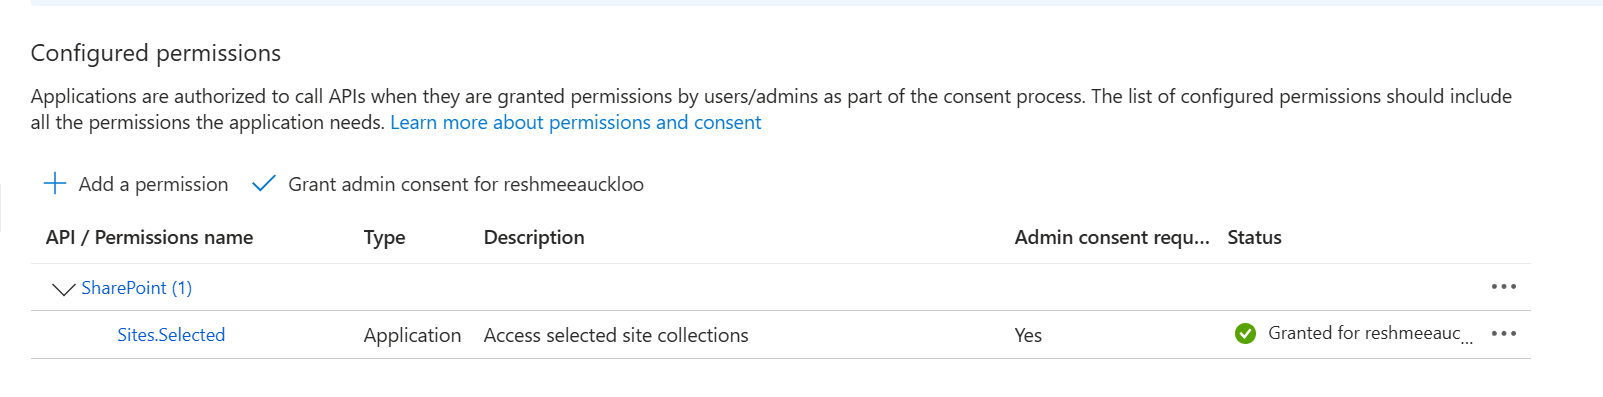 Configured permissions
Applications are authorized to call APIs when they are granted permissions by users/admins as part of the consent process. The list of configured permissions should include
all the permissions the application needs. Learn more about permissions and consent
Add a permission Grant admin consent for reshmeeauckloo
API / Permissions name Type Description Admin consent requ... Status
SharePoint (1) ...
Sites.Selected Application Access selected site collections Yes Granted for reshmeeauc... ...